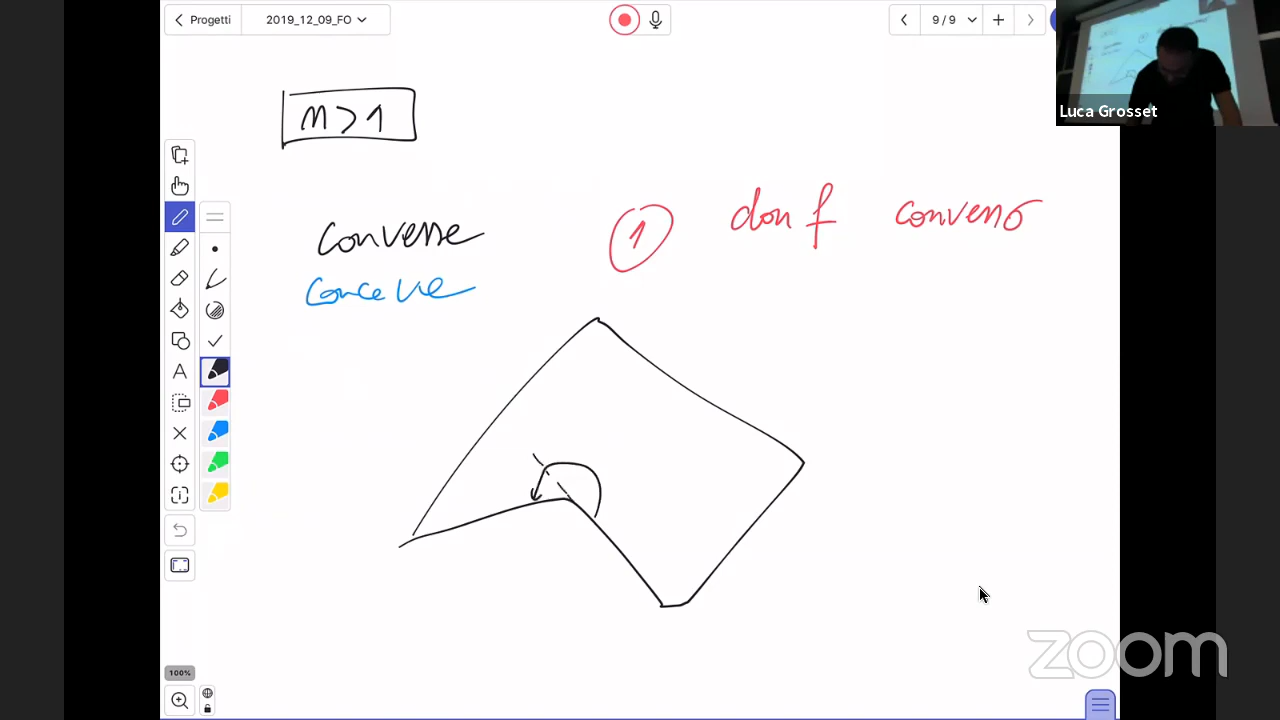 Progetti
2019_12_09_FO
9/9
Luca Grosset
n>1
convesse
concave
1 dom f convesso
A
100%
zoom